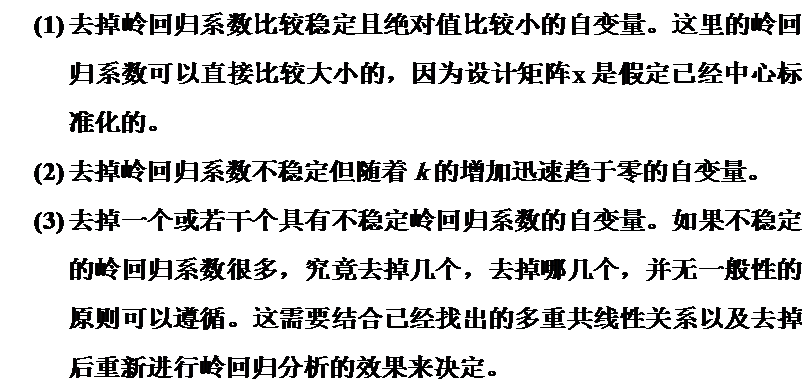 (1) 去掉岭回归系数比较稳定且绝对值比较小的自变量。这里的岭回
归系数可以直接比较大小的，因为设计矩阵x 是假定已经中心标
准化的。
(2) 去掉岭回归系数不稳定但随着 k 的增加迅速趋于零的自变量。
(3) 去掉一个或若干个具有不稳定岭回归系数的自变量。如果不稳定
的岭回归系数很多，究竟去掉几个，去掉哪几个，并无一般性的
原则可以遵循。这需要结合已经找出的多重共线性关系以及去掉
后重新进行岭回归分析的效果来决定。